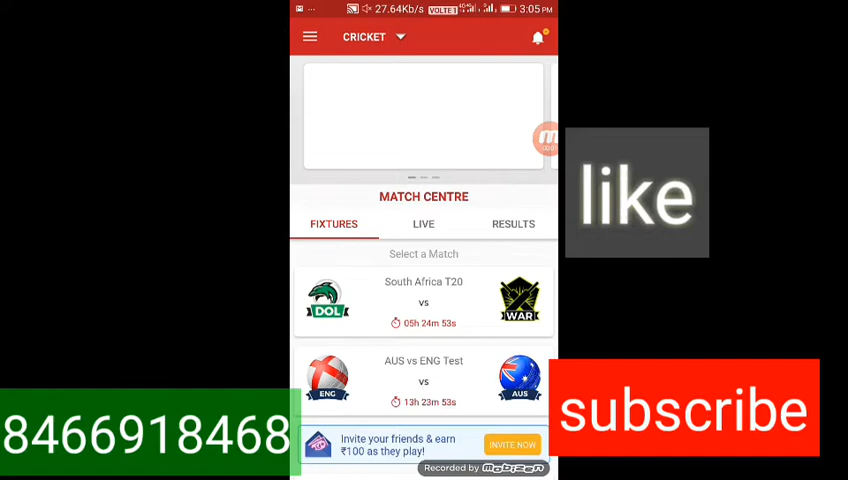 27.64Kb/s VOLTE 1 3:05 PM
CRICKET
MATCH CENTRE
FIXTURES LIVE RESULTS
Select a Match
South Africa T20
DOL vs WAR
05h 24m 53s
AUS vs ENG Test
ENG vs AUS
13h 23m 53s
Invite your friends & earn
₹100 as they play!
INVITE NOW
Recorded by mobizen
like
subscribe
8466918468